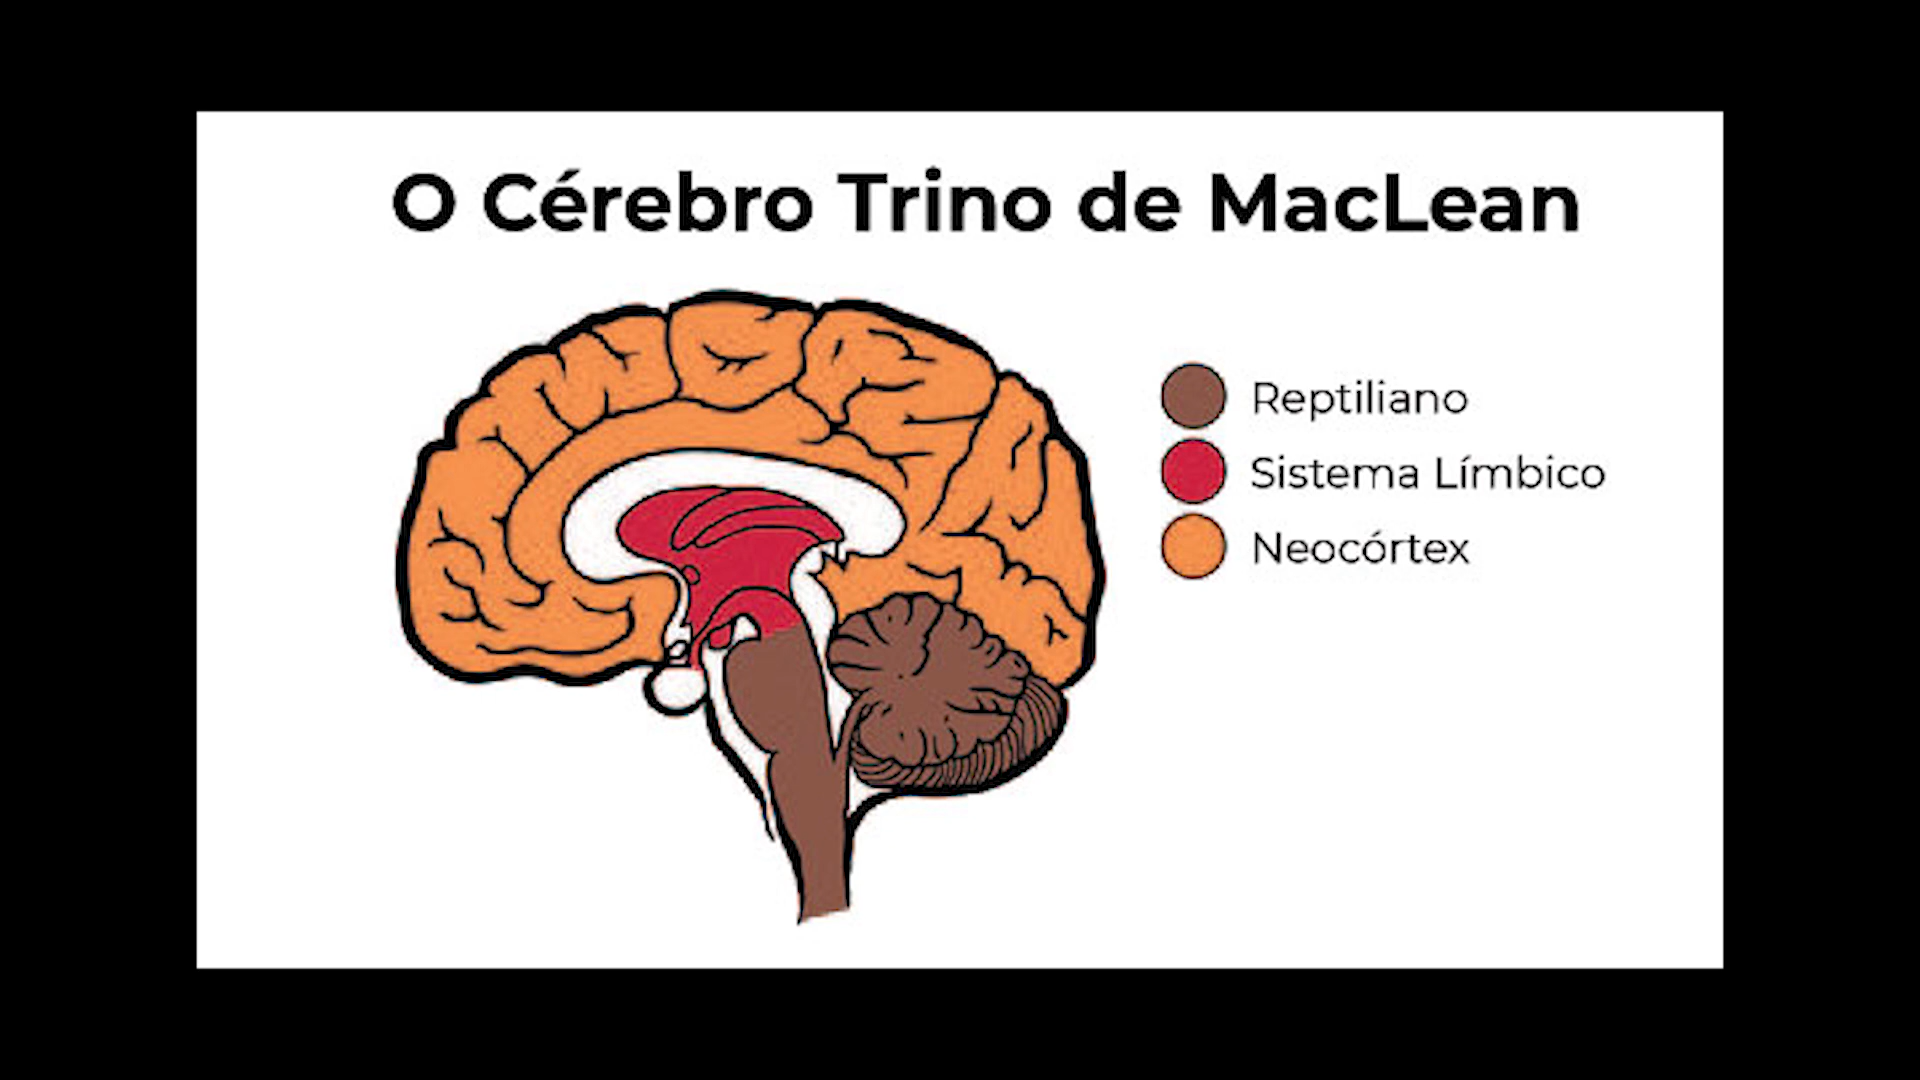 O Cérebro Trino de MacLean
Reptiliano
Sistema Límbico
Neocórtex